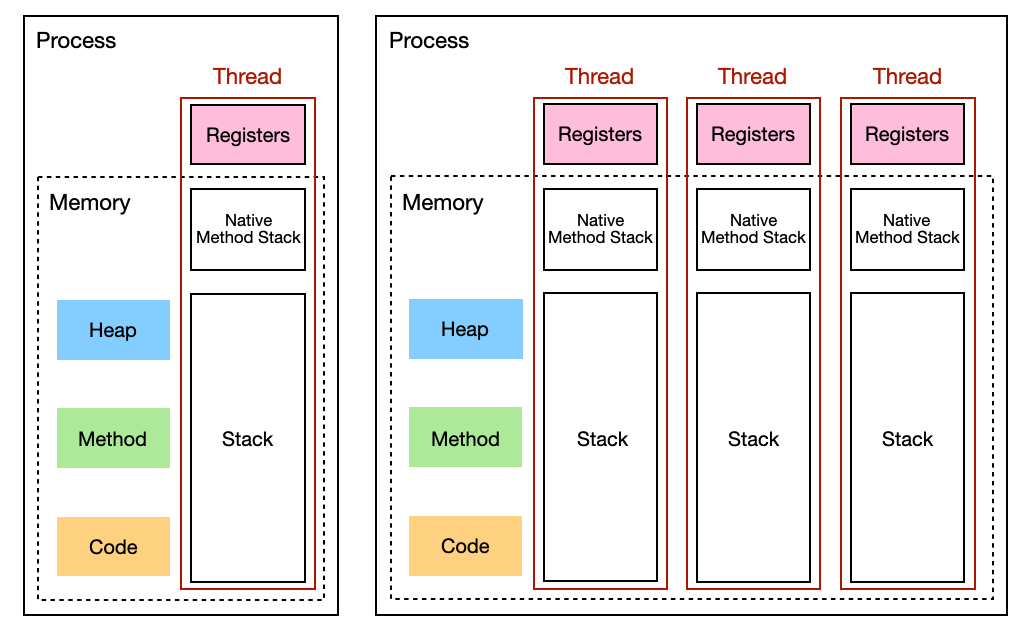 Process
Thread
Registers
Memory
Native
Method Stack
Heap
Method
Code
Stack
Process
Thread
Thread
Thread
Registers
Registers
Registers
Memory
Native
Method Stack
Native
Method Stack
Native
Method Stack
Heap
Method
Code
Stack
Stack
Stack